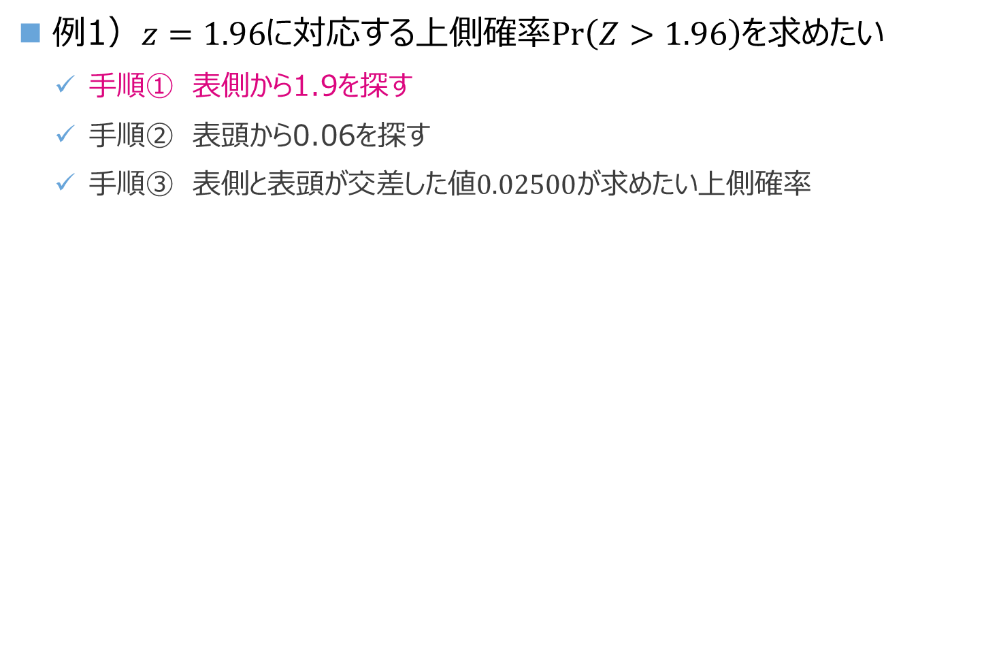 例1）z = 1.96に対応する上側確率Pr(Z > 1.96)を求めたい
手順①　表側から1.9を探す
手順②　表頭から0.06を探す
手順③　表側と表頭が交差した値0.02500が求めたい上側確率